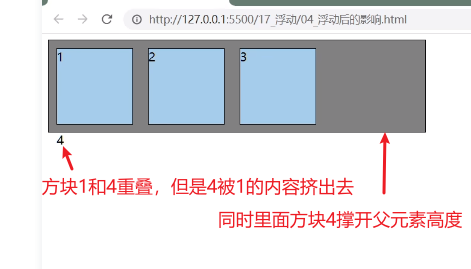 http://127.0.0.1:5500/17_浮动/04_浮动后的影响.html
1 2 3
4
方块1和4重叠，但是4被1的内容挤出去
同时里面方块4撑开父元素高度